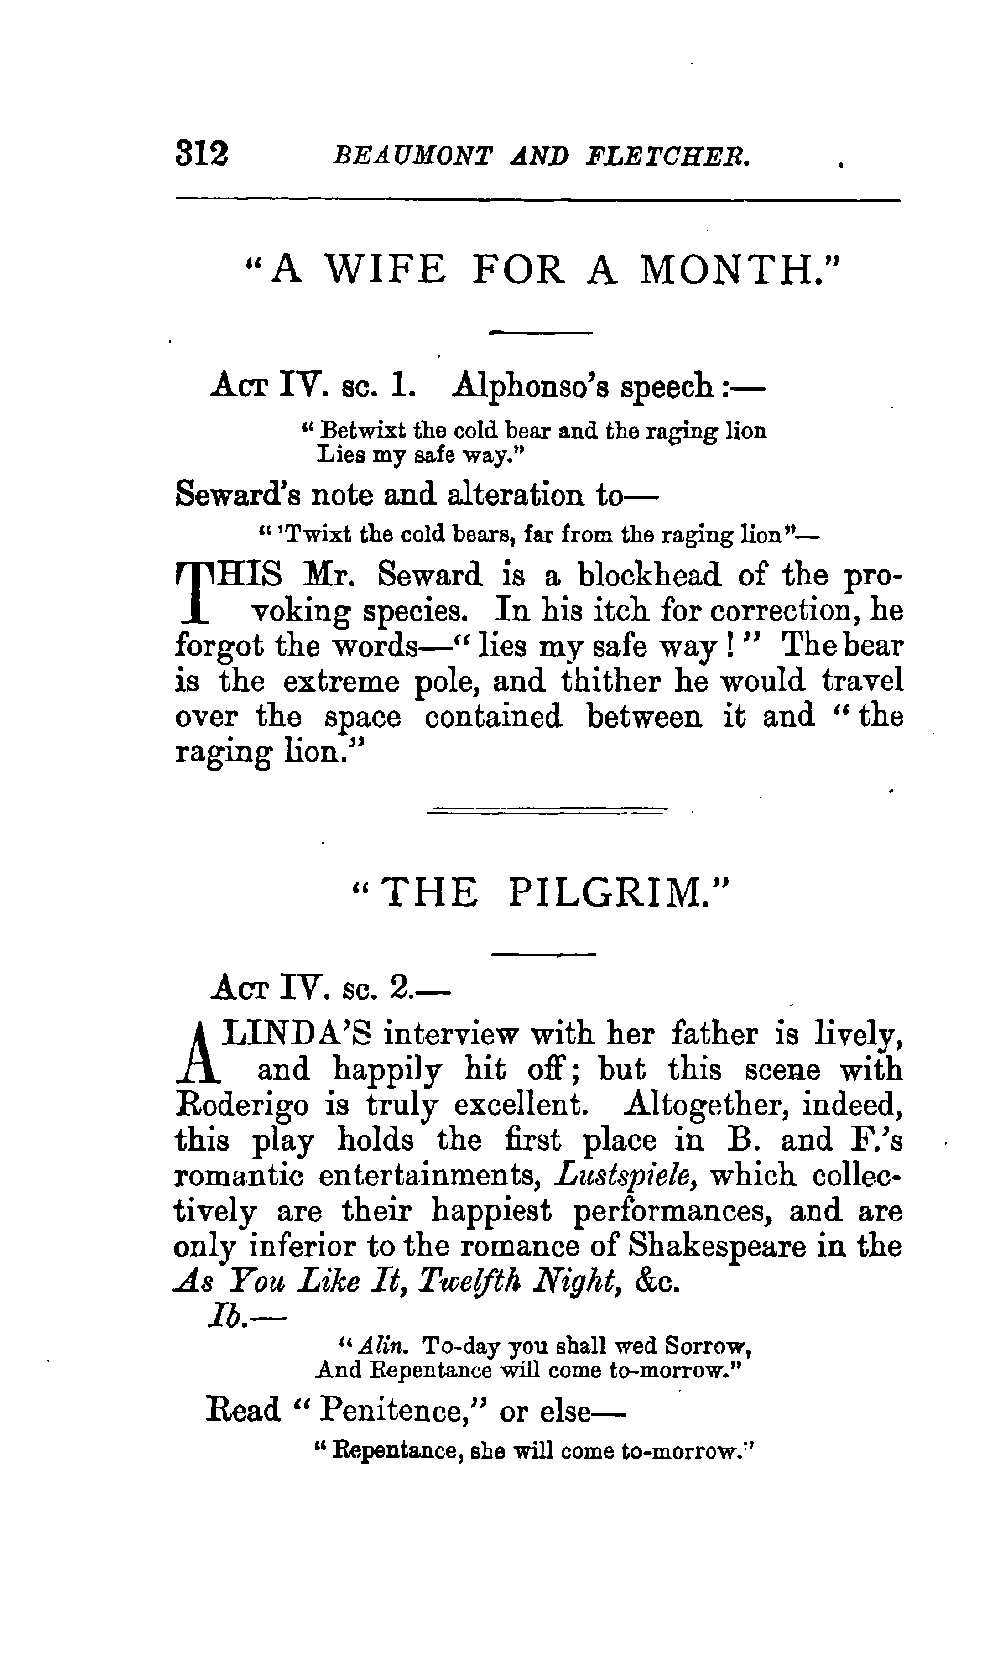 312 BEAUMONT AND FLETCHER.
"A WIFE FOR A MONTH."
ACT IV. sc. 1. Alphonso's speech:—
"Betwixt the cold bear and the raging lion
Lies my safe way."
Seward's note and alteration to—
"'Twixt the cold bears, far from the raging lion"—
THIS Mr. Seward is a blockhead of the pro-
voking species. In his itch for correction, he
forgot the words—"lies my safe way!" The bear
is the extreme pole, and thither he would travel
over the space contained between it and "the
raging lion."
"THE PILGRIM."
ACT IV. sc. 2.—
ALINDA'S interview with her father is lively,
and happily hit off; but this scene with
Roderigo is truly excellent. Altogether, indeed,
this play holds the first place in B. and F.'s
romantic entertainments, Lustspiele, which collec-
tively are their happiest performances, and are
only inferior to the romance of Shakespeare in the
As You Like It, Twelfth Night, &c.
Ib.—
"Alin. To-day you shall wed Sorrow,
And Repentance will come to-morrow."
Read "Penitence," or else—
"Repentance, she will come to-morrow."